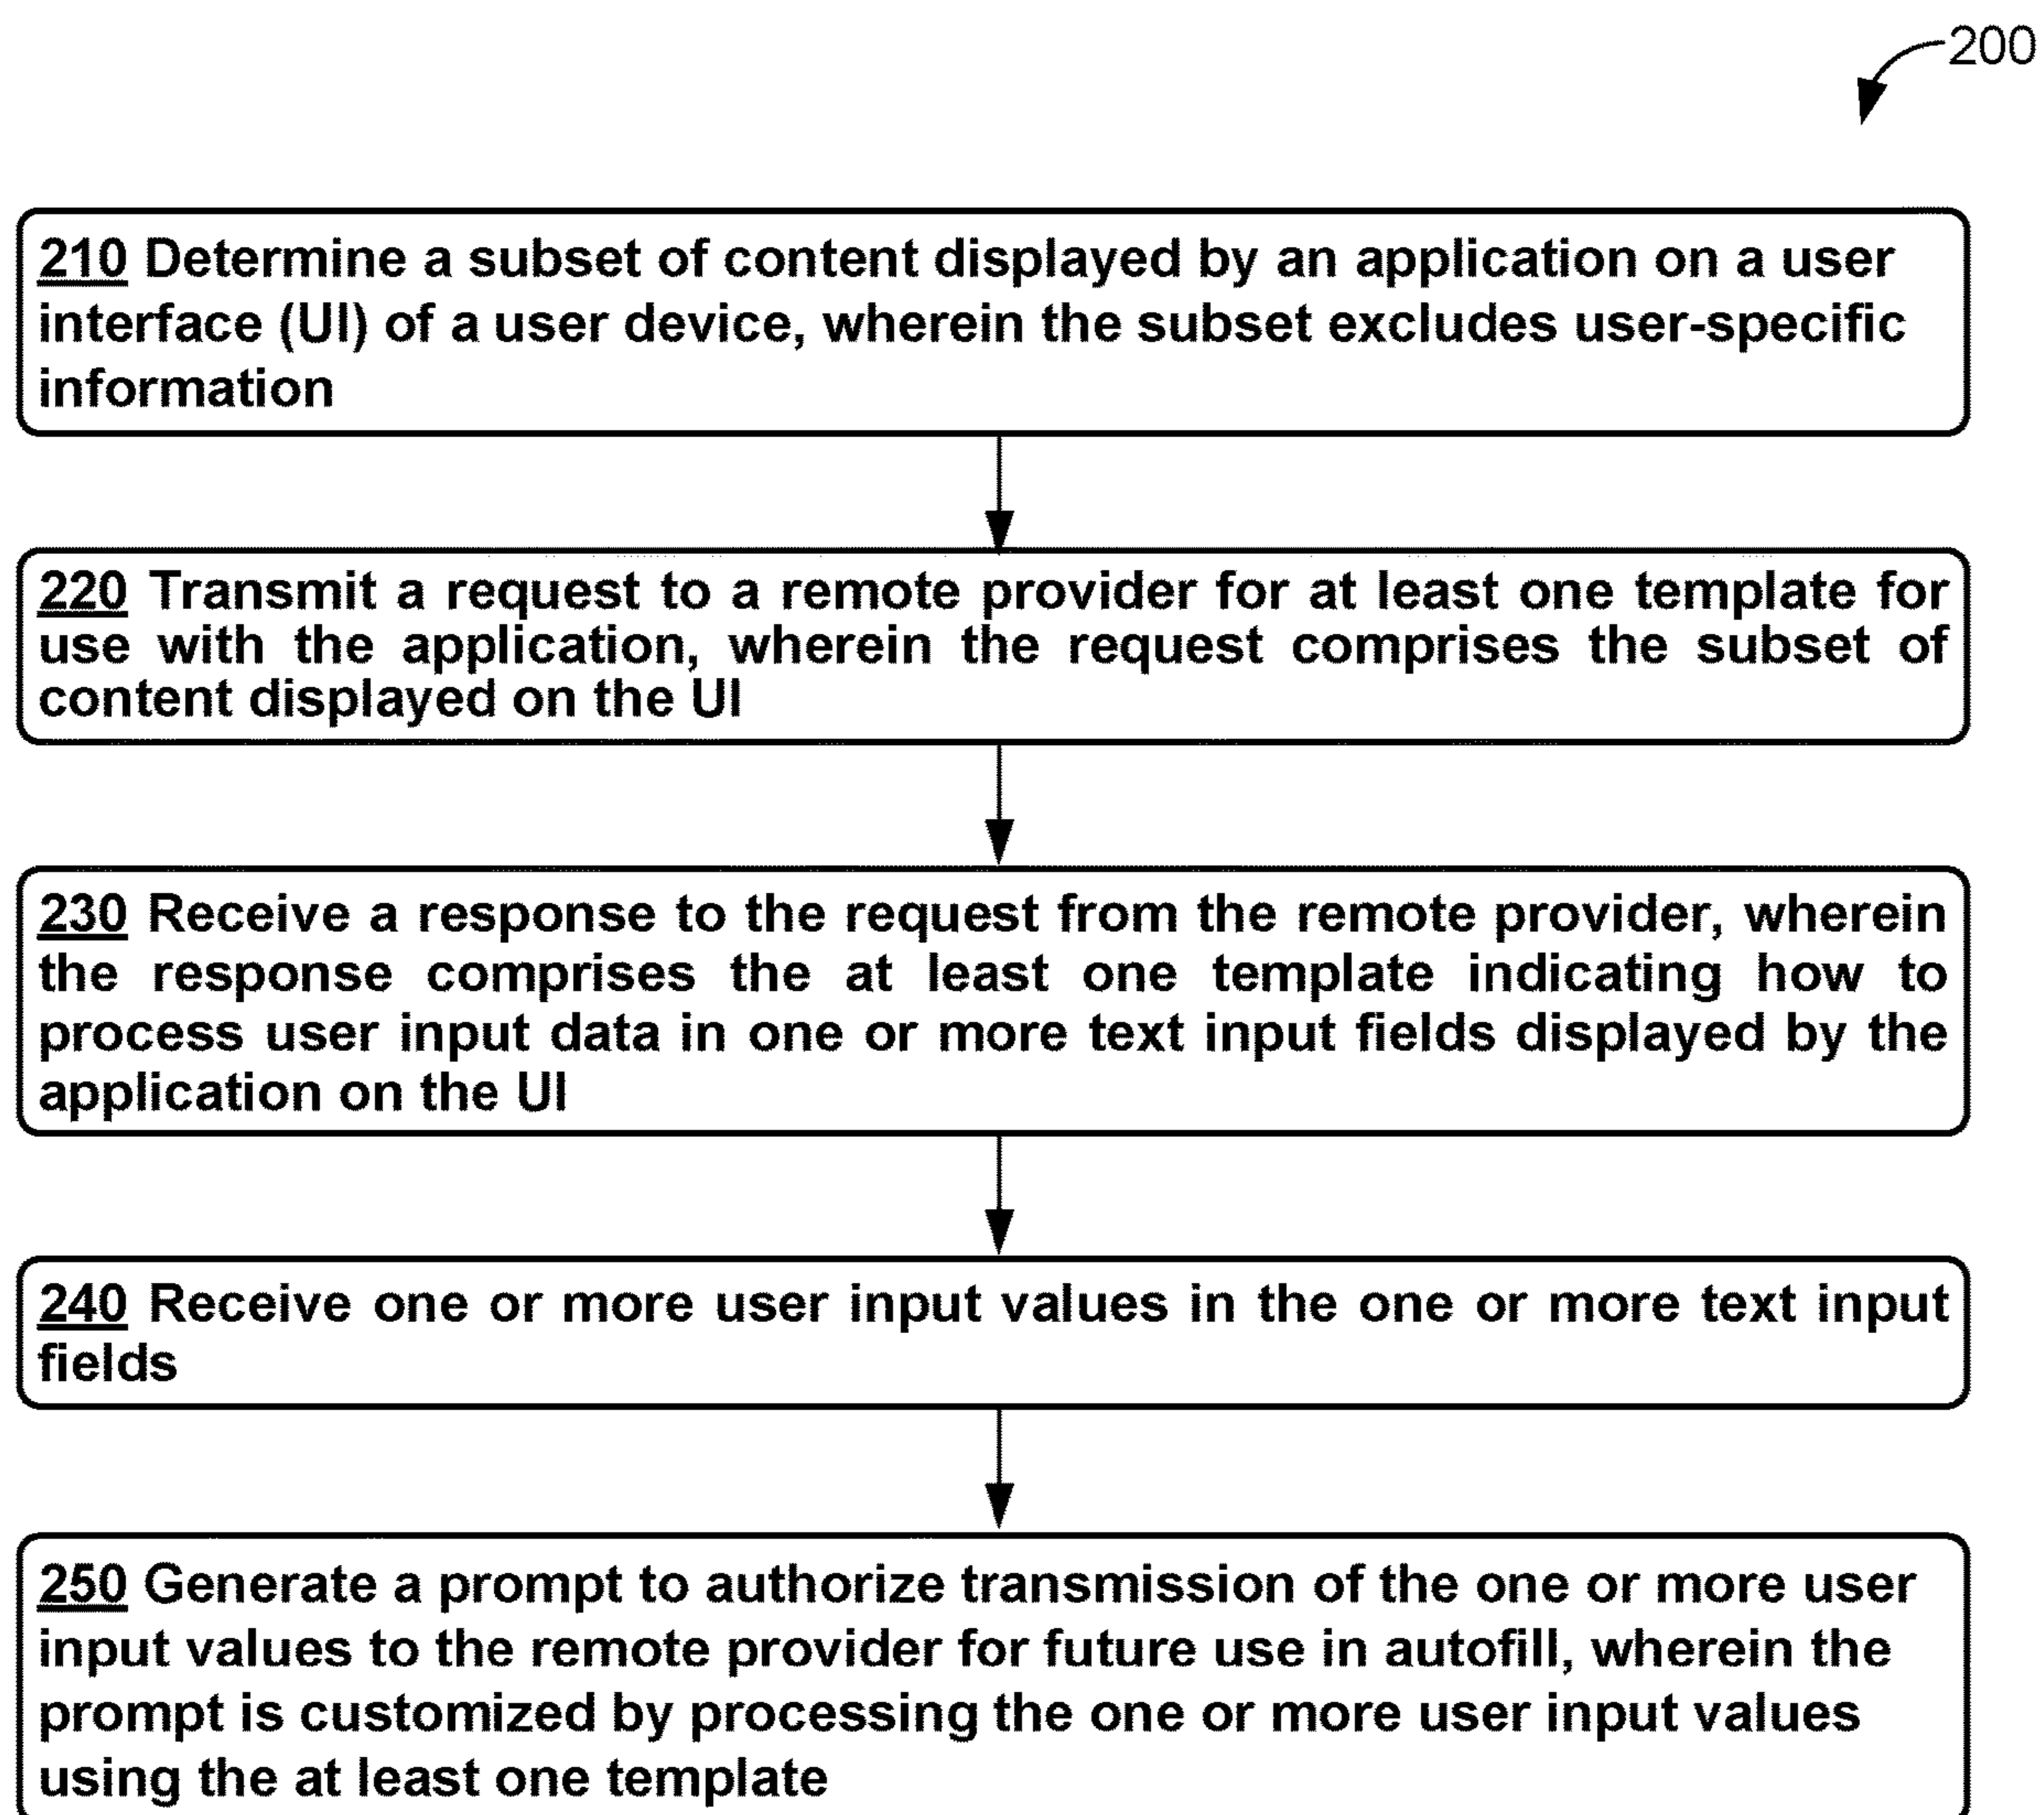 200
210 Determine a subset of content displayed by an application on a user
interface (UI) of a user device, wherein the subset excludes user-specific
information
220 Transmit a request to a remote provider for at least one template for
use with the application, wherein the request comprises the subset of
content displayed on the UI
230 Receive a response to the request from the remote provider, wherein
the response comprises the at least one template indicating how to
process user input data in one or more text input fields displayed by the
application on the UI
240 Receive one or more user input values in the one or more text input
fields
250 Generate a prompt to authorize transmission of the one or more user
input values to the remote provider for future use in autofill, wherein the
prompt is customized by processing the one or more user input values
using the at least one template